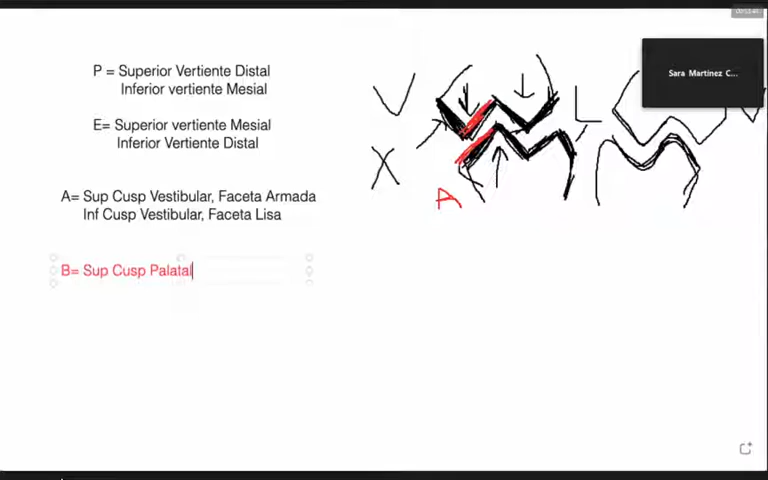 P = Superior Vertiente Distal
Inferior vertiente Mesial
E= Superior vertiente Mesial
Inferior Vertiente Distal
A= Sup Cusp Vestibular, Faceta Armada
Inf Cusp Vestibular, Faceta Lisa
B= Sup Cusp Palatal
V
L
X
A
Sara Martínez C...